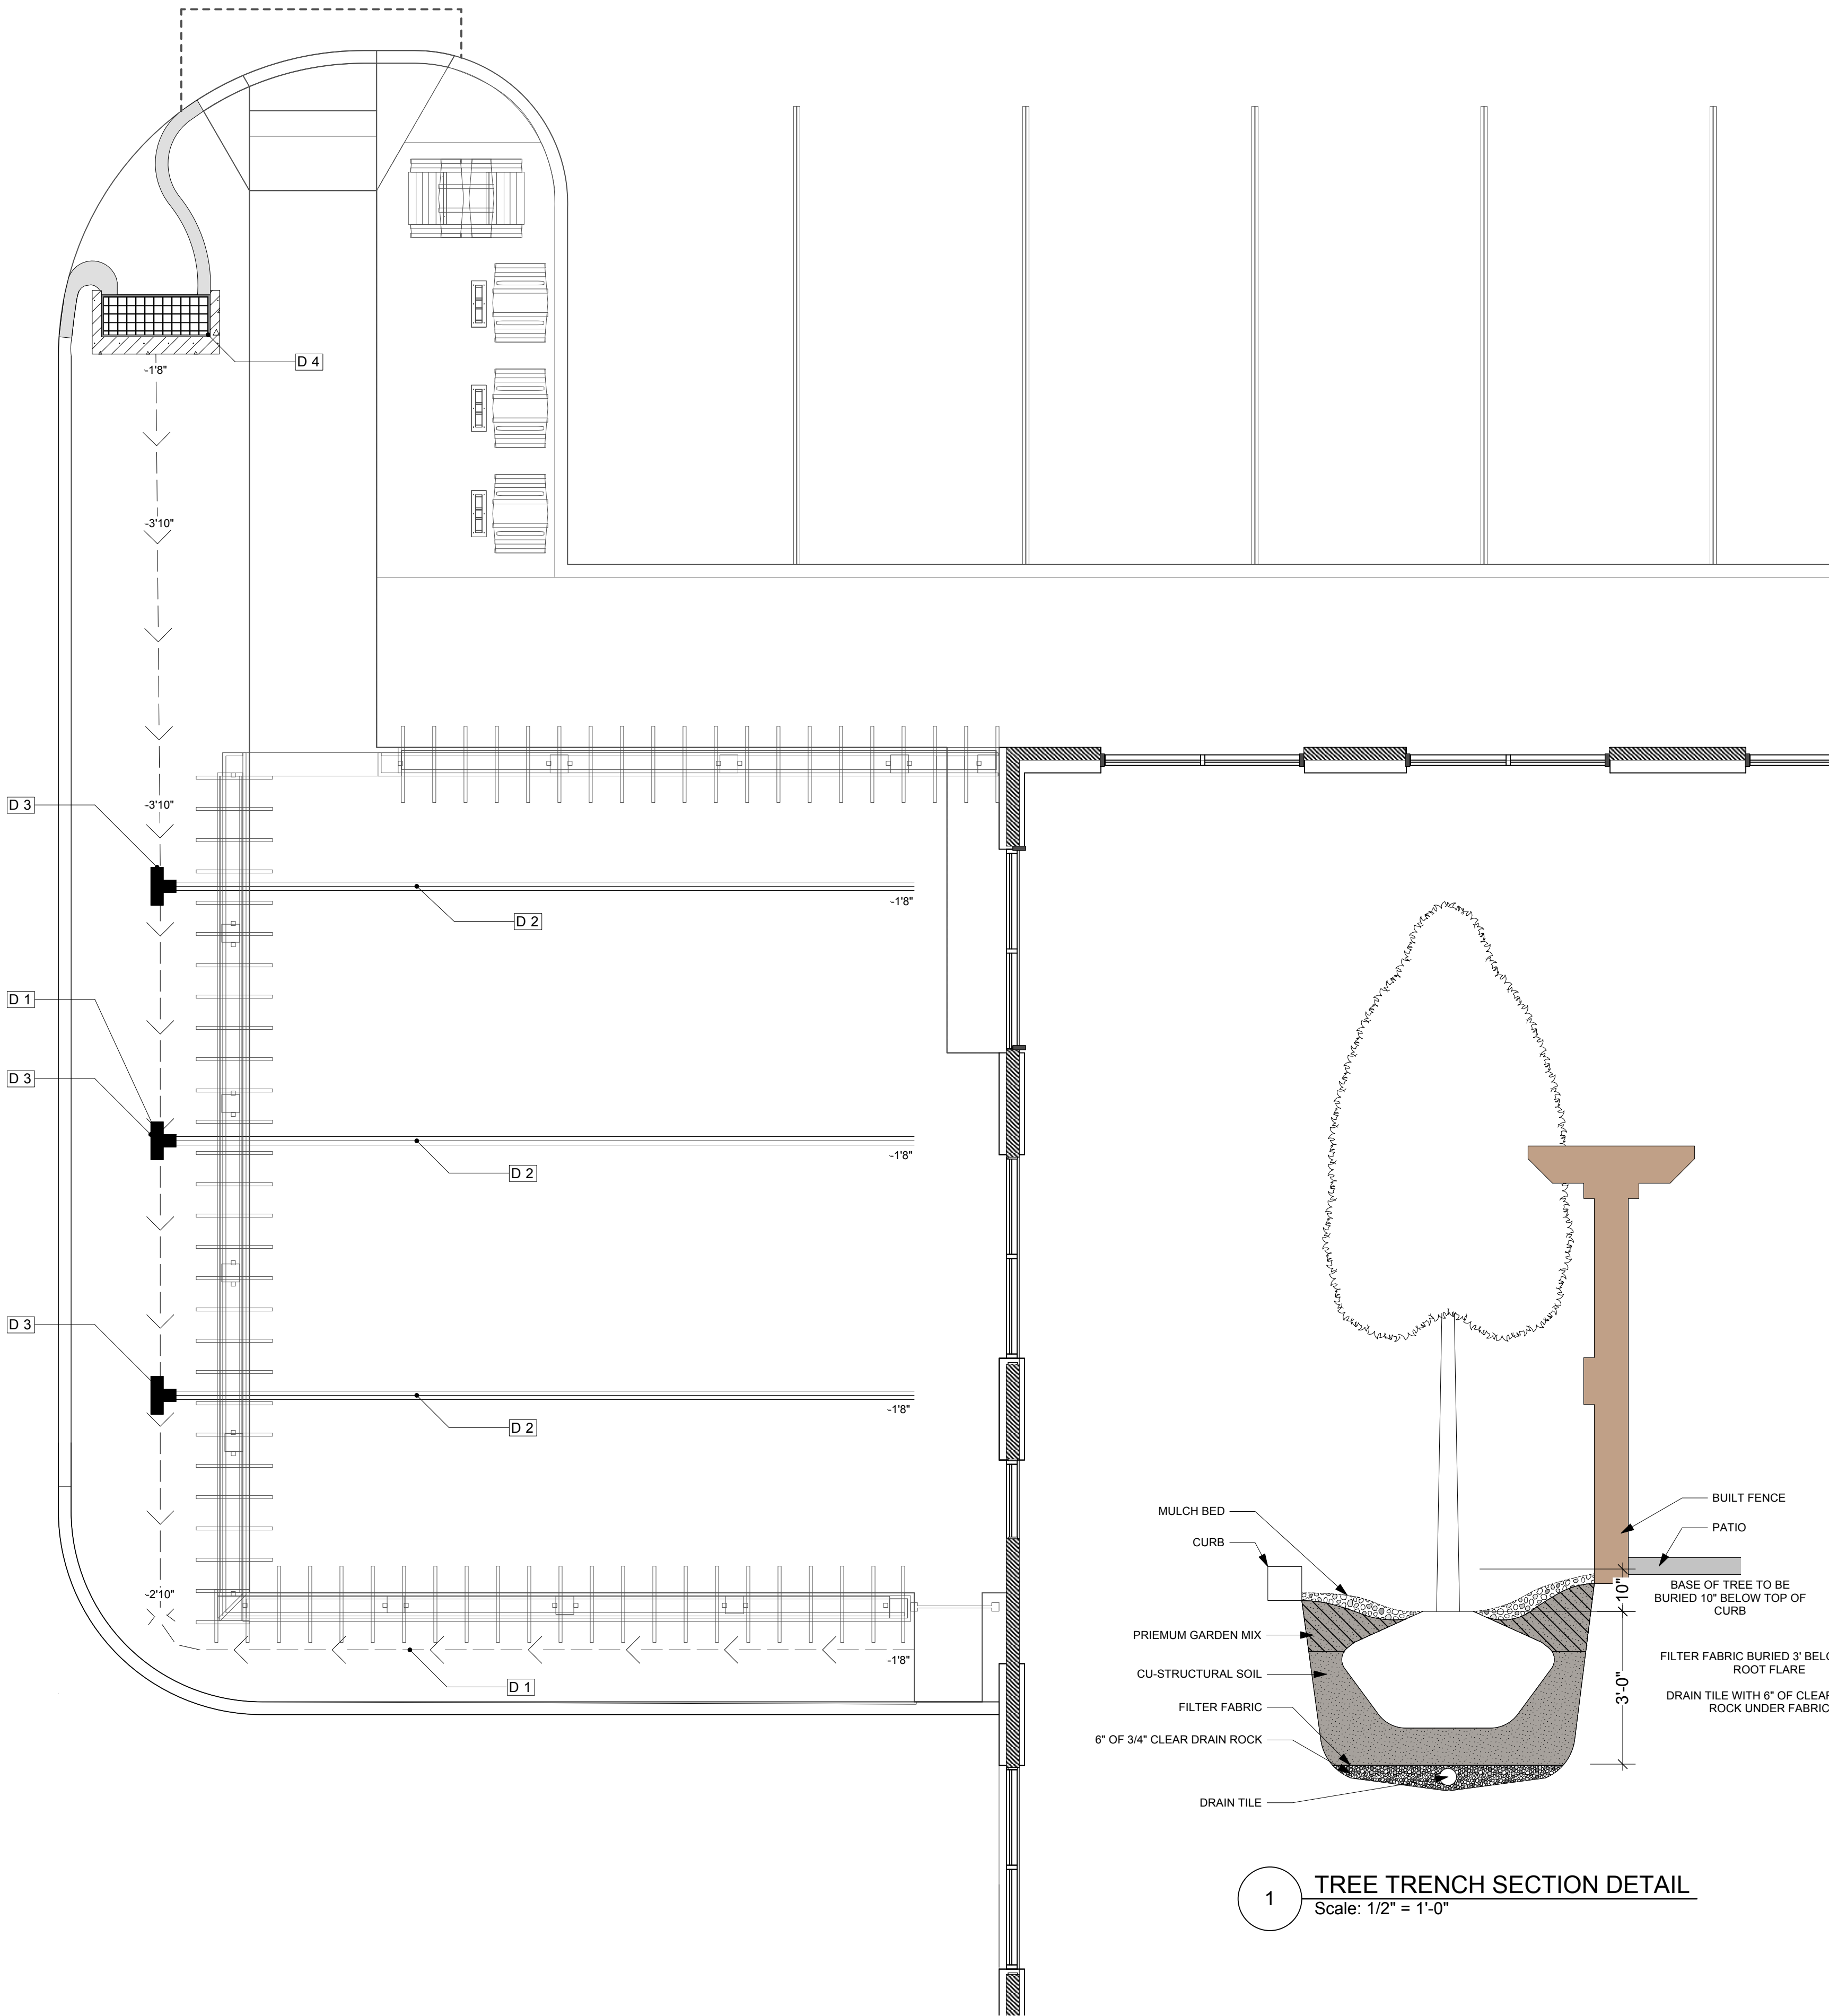 D 4
-1'8"
-3'10"
-3'10"
D 3
D 2
-1'8"
D 1
D 3
D 2
-1'8"
D 3
D 2
-1'8"
-2'10"
-1'8"
D 1
MULCH BED
CURB
PRIEMUM GARDEN MIX
CU-STRUCTURAL SOIL
FILTER FABRIC
6" OF 3/4" CLEAR DRAIN ROCK
DRAIN TILE
BUILT FENCE
PATIO
10"
BASE OF TREE TO BE
BURIED 10" BELOW TOP OF
CURB
3'-0"
FILTER FABRIC BURIED 3'
ROOT FLARE
DRAIN TILE WITH 6" OF
ROCK UNDER FABRIC
1
TREE TRENCH SECTION DETAIL
Scale: 1/2" = 1'-0"